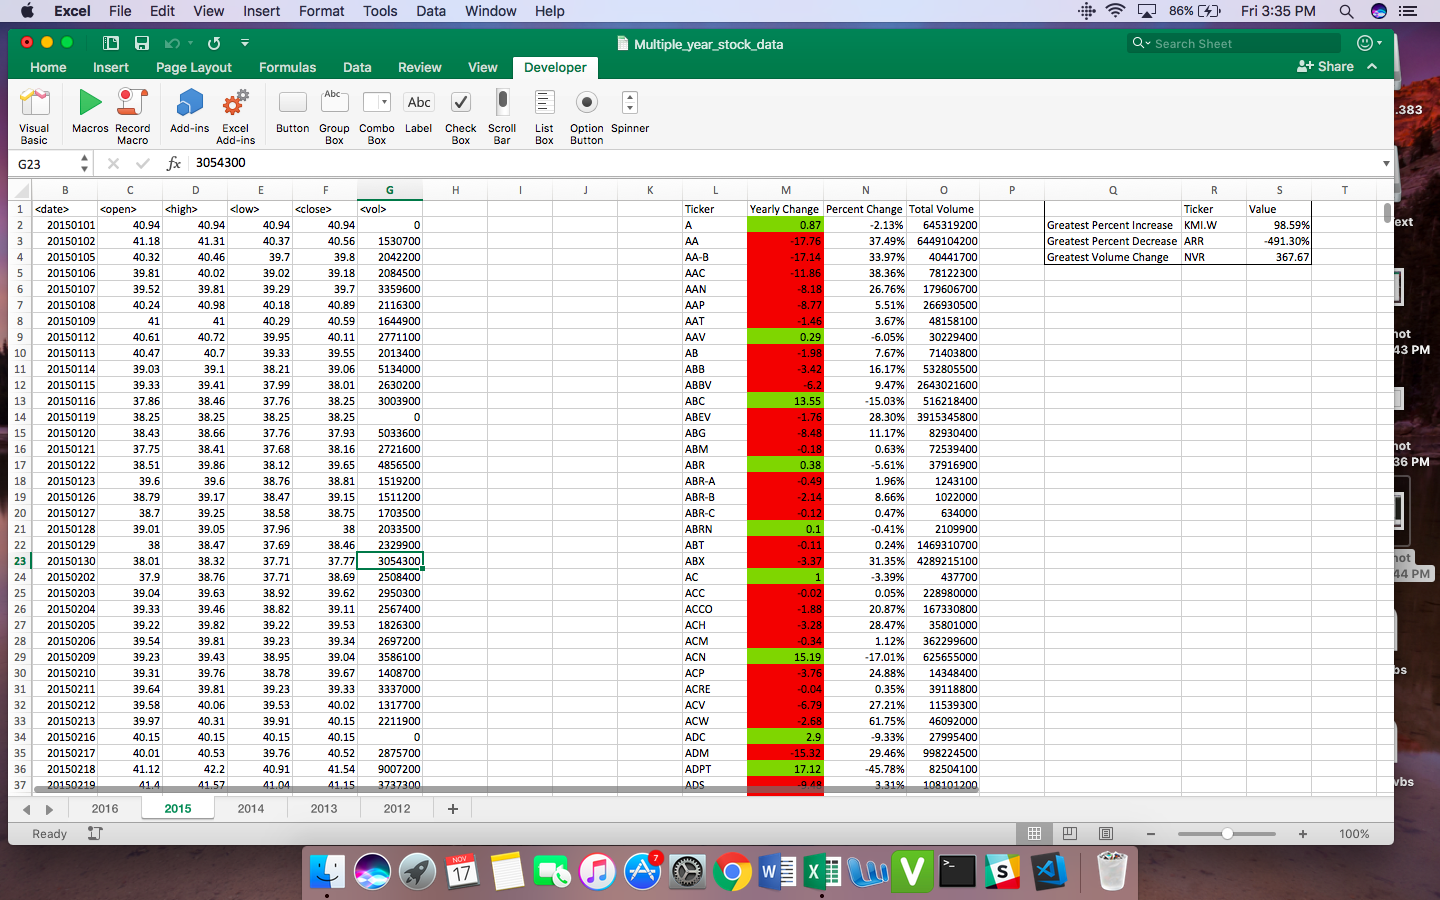 Excel File Edit View Insert Format Tools Data Window Help 86% Fri 3:35 PM
Multiple_year_stock_data Search Sheet
Home Insert Page Layout Formulas Data Review View Developer Share
Visual Basic Macros Record Macro Add-ins Excel Add-ins Button Group Box Combo Box Label Check Box Scroll Bar List Box Option Button Spinner
Abc Abc
G23 fx 3054300
B C D E F G H I J K L M N O P Q R S T
1 <date> <open> <high> <low> <close> <vol> Ticker Yearly Change Percent Change Total Volume Ticker Value
2 20150101 40.94 40.94 40.94 40.94 0 A 0.87 -2.13% 645319200 Greatest Percent Increase KMI.W 98.59%
3 20150102 41.18 41.31 40.37 40.56 1530700 AA -17.76 37.49% 6449104200 Greatest Percent Decrease ARR -491.30%
4 20150105 40.32 40.46 39.7 39.8 2042200 AA-B -17.14 33.97% 40441700 Greatest Volume Change NVR 367.67
5 20150106 39.81 40.02 39.02 39.18 2084500 AAC -11.86 38.36% 78122300
6 20150107 39.52 39.81 39.29 39.7 3359600 AAN -8.18 26.76% 179606700
7 20150108 40.24 40.98 40.18 40.89 2116300 AAP -8.77 5.51% 266930500
8 20150109 41 41 40.29 40.59 1644900 AAT -1.46 3.67% 48158100
9 20150112 40.61 40.72 39.95 40.11 2771100 AAV 0.29 -6.05% 30229400
10 20150113 40.47 40.7 39.33 39.55 2013400 AB -1.98 7.67% 71403800
11 20150114 39.03 39.1 38.21 39.06 5134000 ABB -3.42 16.17% 532805500
12 20150115 39.33 39.41 37.99 38.01 2630200 ABBV -6.2 9.47% 2643021600
13 20150116 37.86 38.46 37.76 38.25 3003900 ABC 13.55 -15.03% 516218400
14 20150119 38.25 38.25 38.25 38.25 0 ABEV -1.76 28.30% 3915345800
15 20150120 38.43 38.66 37.76 37.93 5033600 ABG -8.48 11.17% 82930400
16 20150121 37.75 38.41 37.68 38.16 2721600 ABM -0.18 0.63% 72539400
17 20150122 38.51 39.86 38.12 39.65 4856500 ABR 0.38 -5.61% 37916900
18 20150123 39.6 39.6 38.76 38.81 1519200 ABR-A -0.49 1.96% 1243100
19 20150126 38.79 39.17 38.47 39.15 1511200 ABR-B -2.14 8.66% 1022000
20 20150127 38.7 39.25 38.58 38.75 1703500 ABR-C -0.12 0.47% 634000
21 20150128 39.01 39.05 37.96 38 2033500 ABRN 0.1 -0.41% 2109900
22 20150129 38 38.47 37.69 38.46 2329900 ABT -0.11 0.24% 1469310700
23 20150130 38.01 38.32 37.71 37.77 3054300 ABX -3.37 31.35% 4289215100
24 20150202 37.9 38.76 37.71 38.69 2508400 AC 1 -3.39% 437700
25 20150203 39.04 39.63 38.92 39.62 2950300 ACC -0.02 0.05% 228980000
26 20150204 39.33 39.46 38.82 39.11 2567400 ACCO -1.88 20.87% 167330800
27 20150205 39.22 39.82 39.22 39.53 1826300 ACH -3.28 28.47% 35801000
28 20150206 39.54 39.81 39.23 39.34 2697200 ACM -0.34 1.12% 362299600
29 20150209 39.23 39.43 38.95 39.04 3586100 ACN 15.19 -17.01% 625655000
30 20150210 39.31 39.76 38.78 39.67 1408700 ACP -3.76 24.88% 14348400
31 20150211 39.64 39.81 39.23 39.33 3337000 ACRE -0.04 0.35% 39118800
32 20150212 39.58 40.06 39.53 40.02 1317700 ACV -6.79 27.21% 11539300
33 20150213 39.97 40.31 39.91 40.15 2211900 ACW -2.68 61.75% 46092000
34 20150216 40.15 40.15 40.15 40.15 0 ADC 2.9 -9.33% 27995400
35 20150217 40.01 40.53 39.76 40.52 2875700 ADM -15.32 29.46% 998224500
36 20150218 41.12 42.2 40.91 41.54 9007200 ADPT 17.12 -45.78% 82504100
37 20150219 41.4 41.57 41.04 41.15 3737300 ADS -9.48 3.31% 108101200
2016 2015 2014 2013 2012 +
Ready 100%
.383
ext
hot
43 PM
hot
36 PM
hot
44 PM
bs
vbs
NOV
17
7